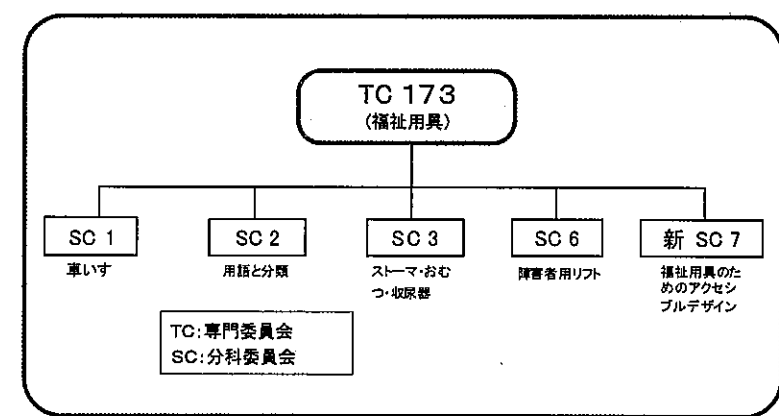 TC 173
(福祉用具)
SC 1
車いす
SC 2
用語と分類
SC 3
ストーマ・おむ
つ・収尿器
SC 6
障害者用リフト
新 SC 7
福祉用具のた
めのアクセシ
ブルデザイン
TC:専門委員会
SC:分科委員会